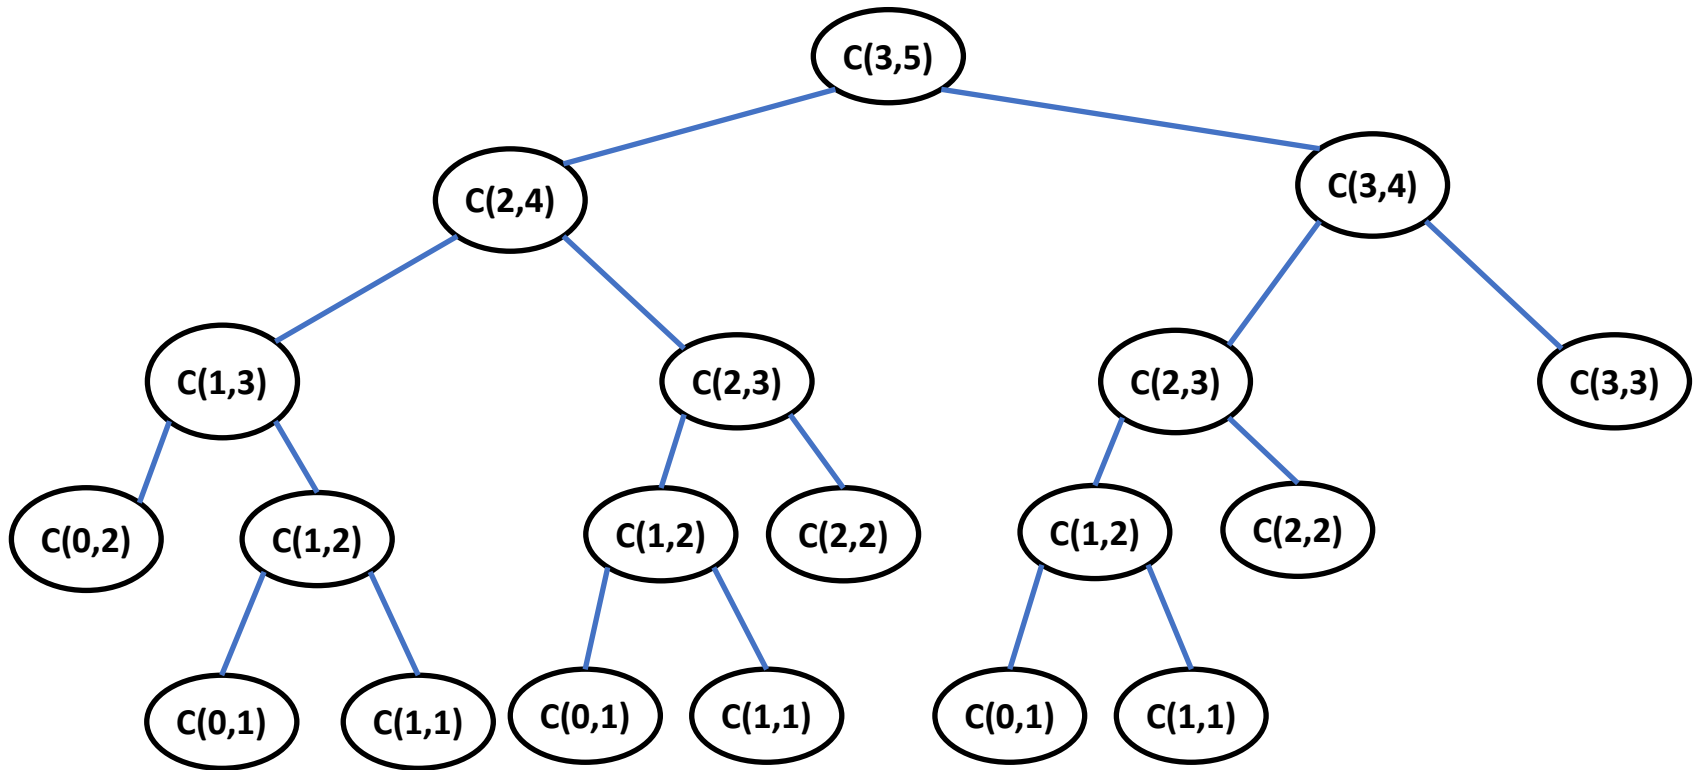 C(3,5)
C(2,4)
C(3,4)
C(1,3)
C(2,3)
C(2,3)
C(3,3)
C(0,2)
C(1,2)
C(1,2)
C(2,2)
C(1,2)
C(2,2)
C(0,1)
C(1,1)
C(0,1)
C(1,1)
C(0,1)
C(1,1)